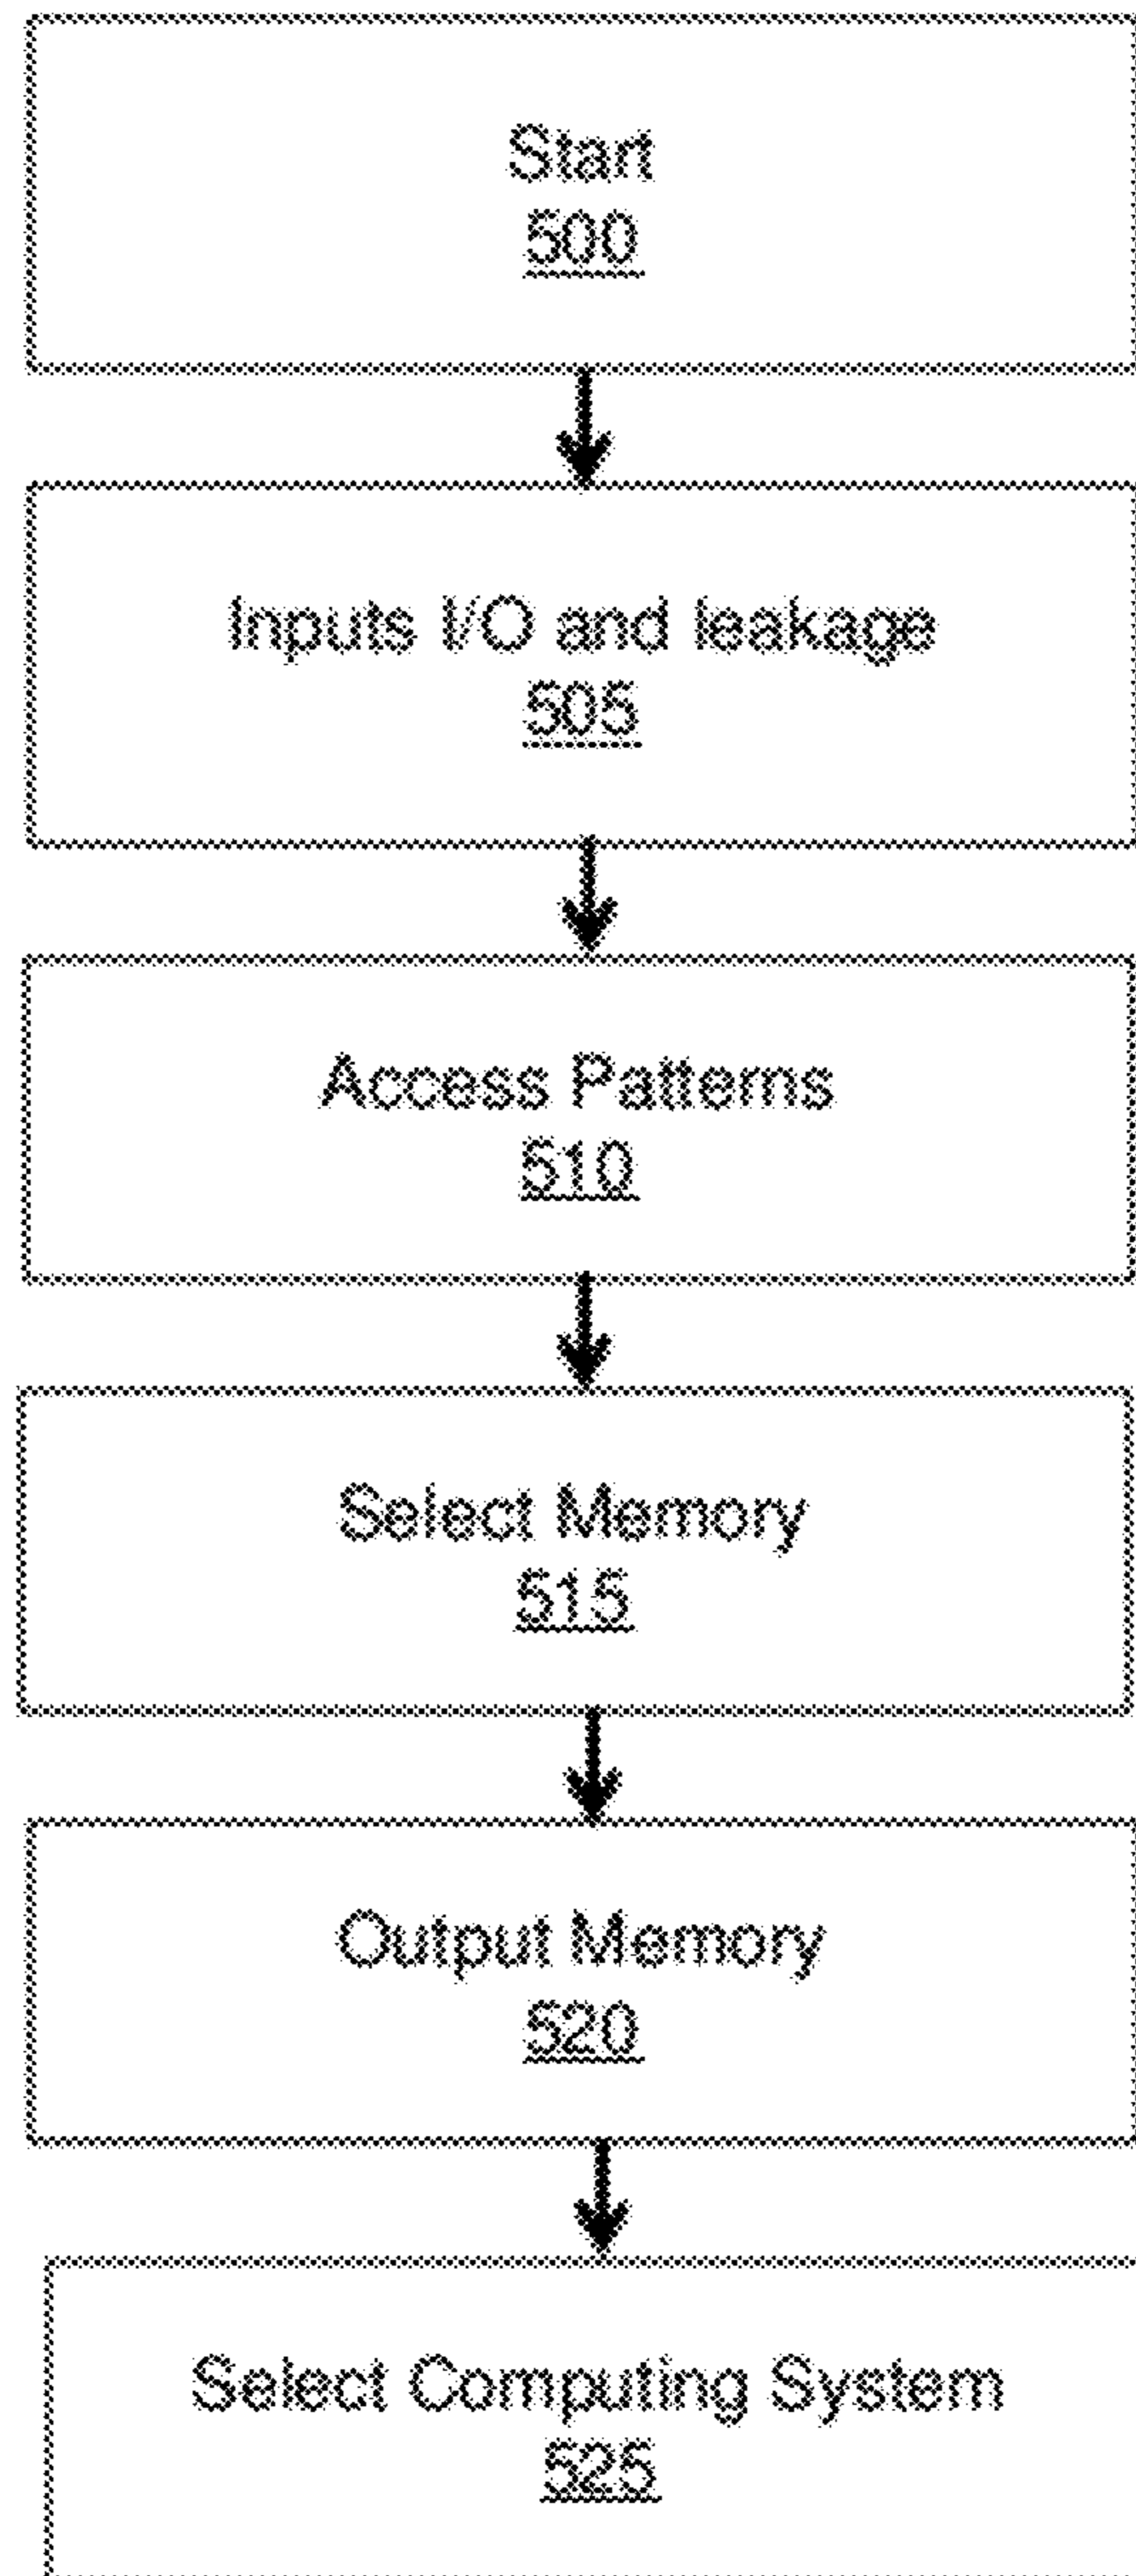 Start
500
Inputs I/O and leakage
505
Access Patterns
510
Select Memory
515
Output Memory
520
Select Computing System
525